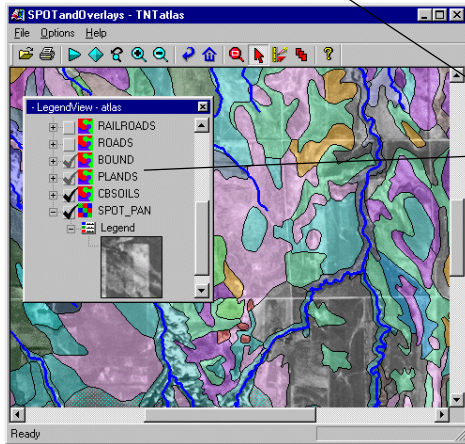 SPOTandOverlays - TNTatlas
File Options Help
- LegendView - atlas
RAILROADS
ROADS
BOUND
PLANDS
CBSOILS
SPOT_PAN
Legend
Ready